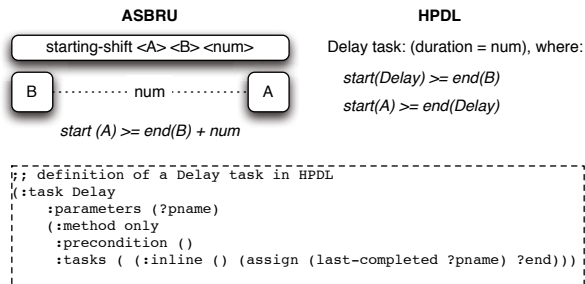 ASBRU
HPDL
starting-shift <A> <B> <num>
Delay task: (duration = num), where:
B
num
A
start(Delay) >= end(B)
start(A) >= end(Delay)
start (A) >= end(B) + num
;; definition of a Delay task in HPDL
(:task Delay
:parameters (?pname)
(:method only
:precondition ()
:tasks ( (:inline () (assign (last-completed ?pname) ?end)))